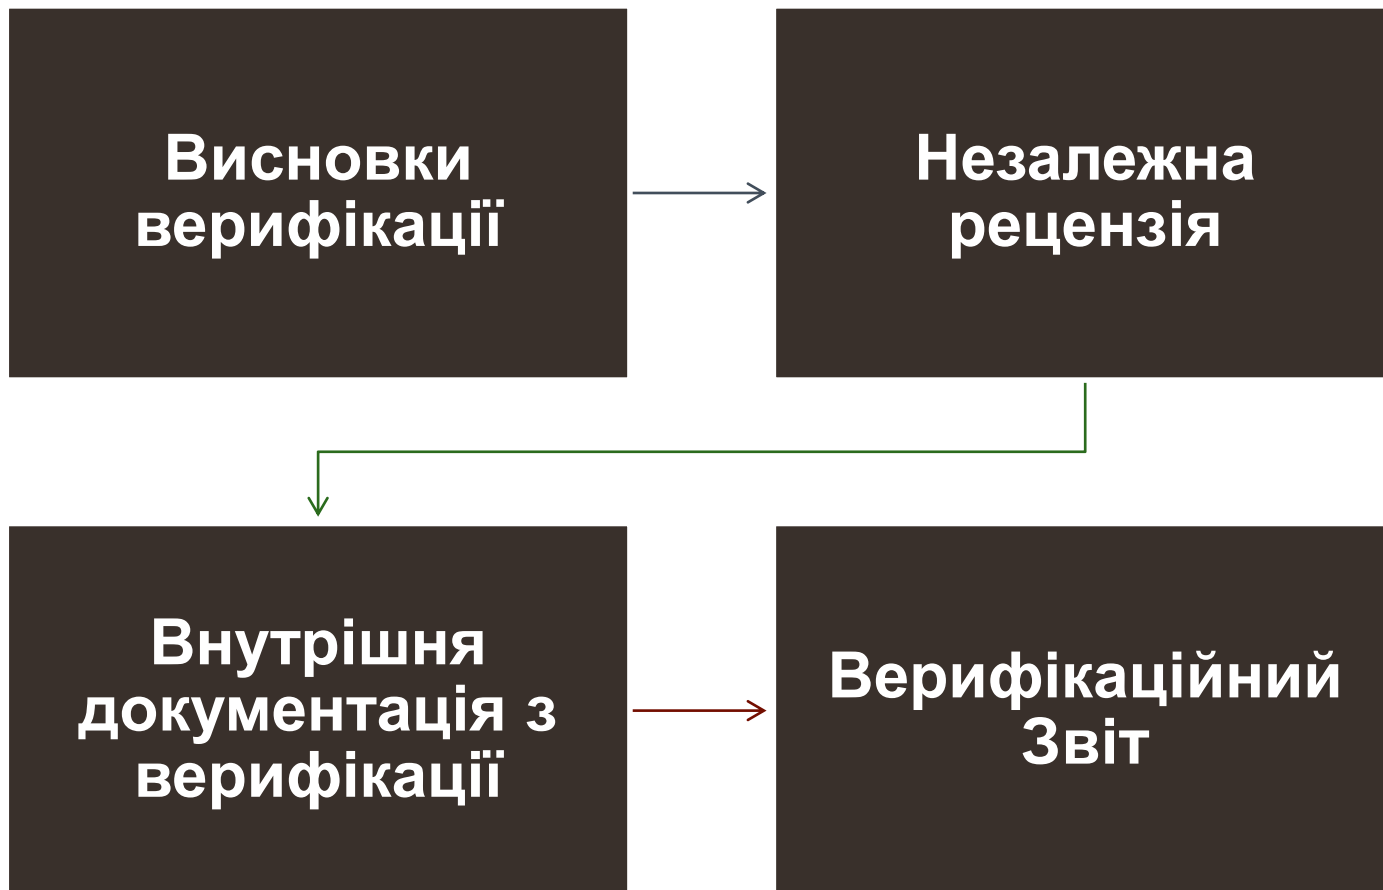 Висновки
верифікації
Незалежна
рецензія
Внутрішня
документація з
верифікації
Верифікаційний
Звіт